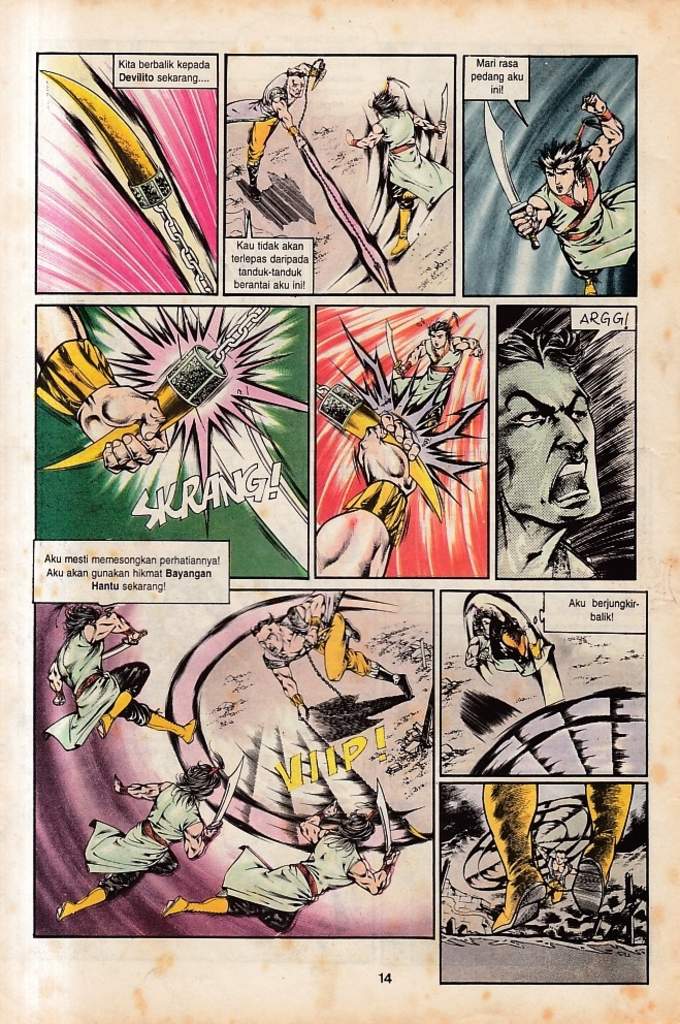 Kita berbalik kepada
Devilito sekarang....
Kau tidak akan
terlepas daripada
tanduk-tanduk
berantai aku ini!
Mari rasa
pedang aku
ini!
SKRANG!
ARGG!
Aku mesti memesongkan perhatiannya!
Aku akan gunakan hikmat Bayangan
Hantu sekarang!
VIIP!
Aku berjungkir-
balik!
14